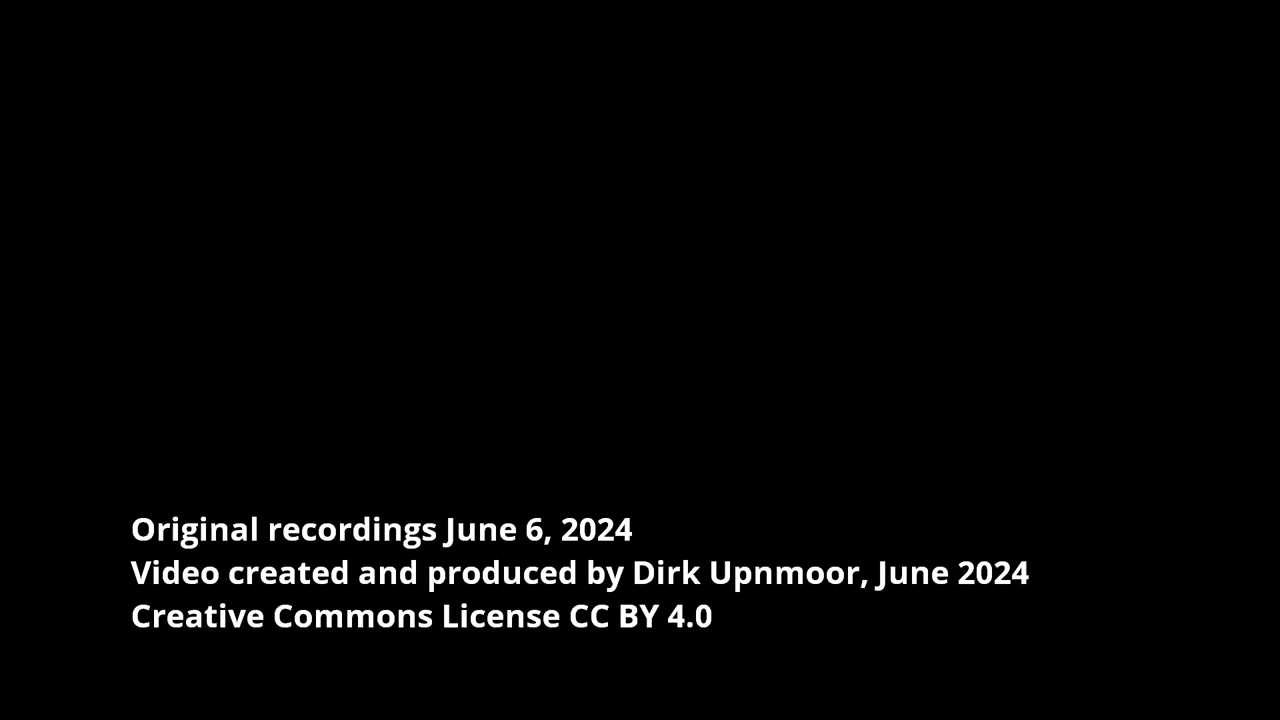 Original recordings June 6, 2024
Video created and produced by Dirk Upnmoor, June 2024
Creative Commons License CC BY 4.0